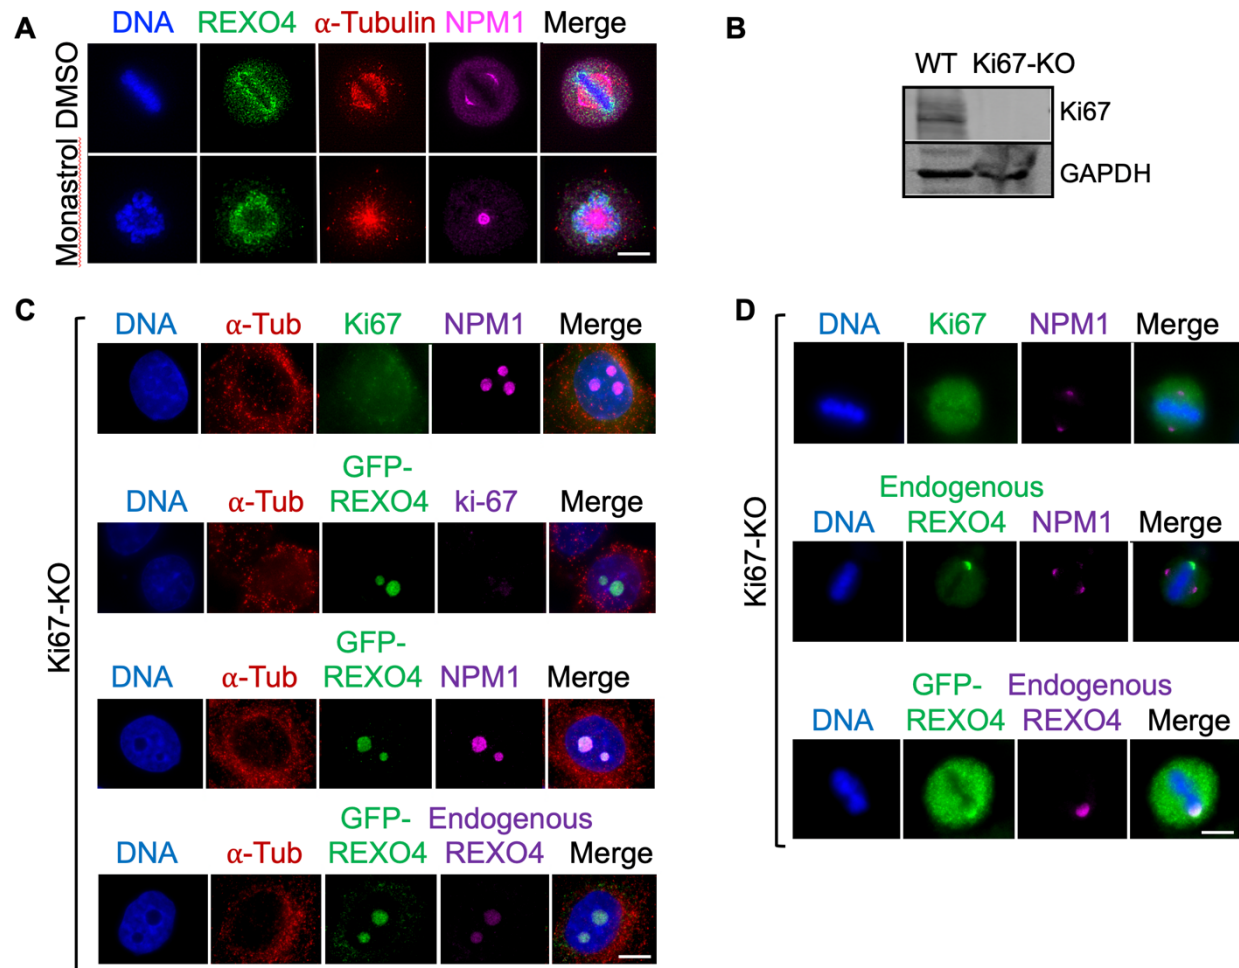 A
DNA REXO4 α-Tubulin NPM1 Merge
DMSO
Monastrol
B
WT Ki67-KO
Ki67
GAPDH
C
Ki67-KO
DNA α-Tub Ki67 NPM1 Merge
GFP-
DNA α-Tub REXO4 ki-67 Merge
GFP-
DNA α-Tub REXO4 NPM1 Merge
GFP- Endogenous
DNA α-Tub REXO4 REXO4 Merge
D
Ki67-KO
DNA Ki67 NPM1 Merge
Endogenous
DNA REXO4 NPM1 Merge
GFP- Endogenous
DNA REXO4 REXO4 Merge